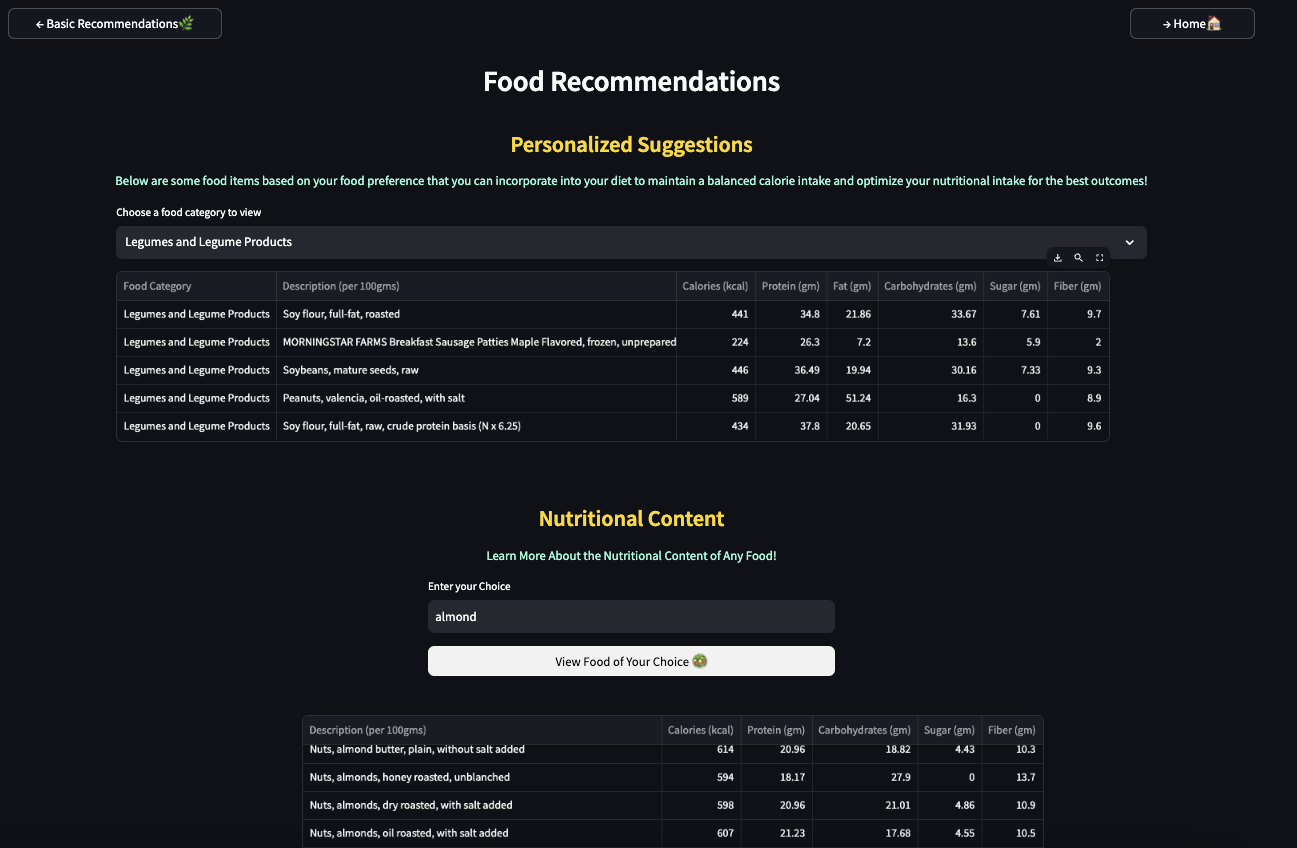 ← Basic Recommendations🌿
→ Home🏠
Food Recommendations
Personalized Suggestions
Below are some food items based on your food preference that you can incorporate into your diet to maintain a balanced calorie intake and optimize your nutritional intake for the best outcomes!
Choose a food category to view
Legumes and Legume Products
Food Category Description (per 100gms) Calories (kcal) Protein (gm) Fat (gm) Carbohydrates (gm) Sugar (gm) Fiber (gm)
Legumes and Legume Products Soy flour, full-fat, roasted 441 34.8 21.86 33.67 7.61 9.7
Legumes and Legume Products MORNINGSTAR FARMS Breakfast Sausage Patties Maple Flavored, frozen, unprepared 224 26.3 7.2 13.6 5.9 2
Legumes and Legume Products Soybeans, mature seeds, raw 446 36.49 19.94 30.16 7.33 9.3
Legumes and Legume Products Peanuts, valencia, oil-roasted, with salt 589 27.04 51.24 16.3 0 8.9
Legumes and Legume Products Soy flour, full-fat, raw, crude protein basis (N x 6.25) 434 37.8 20.65 31.93 0 9.6
Nutritional Content
Learn More About the Nutritional Content of Any Food!
Enter your Choice
almond
View Food of Your Choice 🥗
Description (per 100gms) Calories (kcal) Protein (gm) Carbohydrates (gm) Sugar (gm) Fiber (gm)
Nuts, almond butter, plain, without salt added 614 20.96 18.82 4.43 10.3
Nuts, almonds, honey roasted, unblanched 594 18.17 27.9 0 13.7
Nuts, almonds, dry roasted, with salt added 598 20.96 21.01 4.86 10.9
Nuts, almonds, oil roasted, with salt added 607 21.23 17.68 4.55 10.5